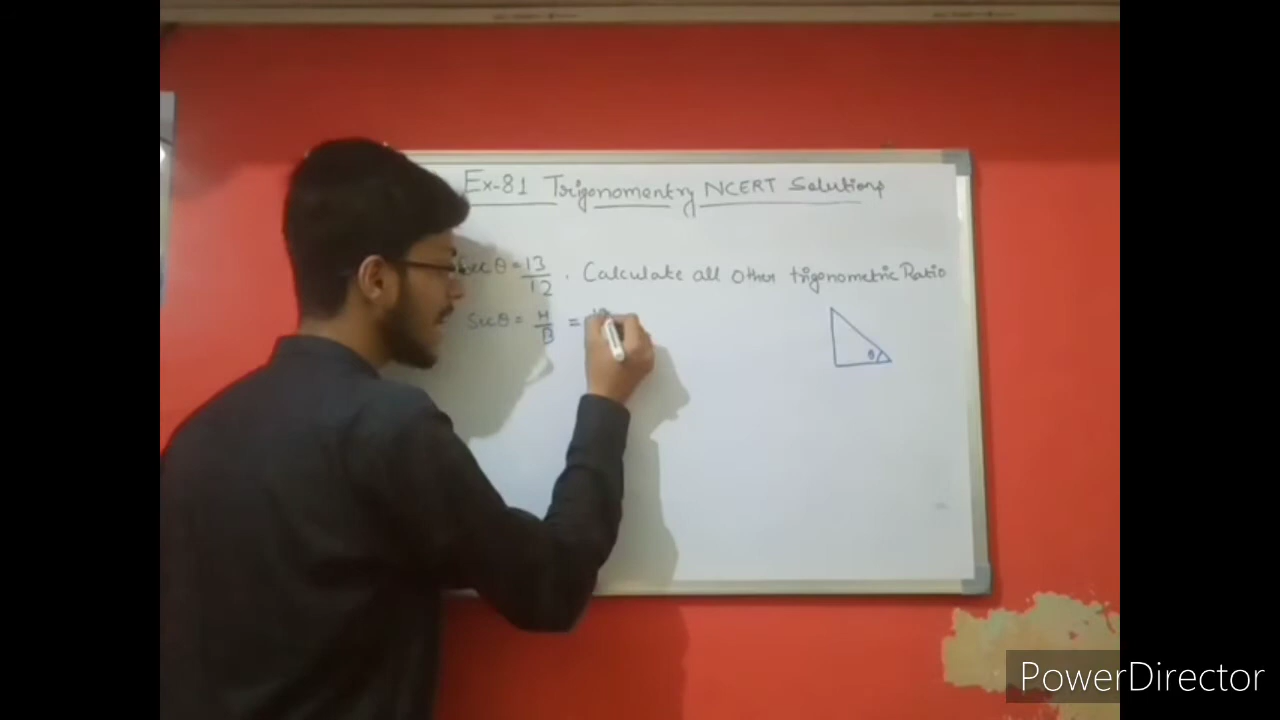 Ex-81 Trigonomentry NCERT Solutions
Sec θ = 13/12 . Calculate all other trigonometric Ratio
Sec θ = H/B =
θ
PowerDirector